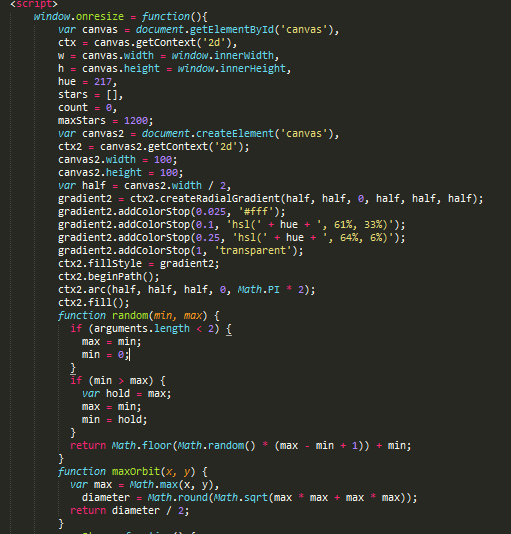 <script>
window.onresize = function(){
var canvas = document.getElementById('canvas'),
ctx = canvas.getContext('2d'),
w = canvas.width = window.innerWidth,
h = canvas.height = window.innerHeight,
hue = 217,
stars = [],
count = 0,
maxStars = 1200;
var canvas2 = document.createElement('canvas'),
ctx2 = canvas2.getContext('2d');
canvas2.width = 100;
canvas2.height = 100;
var half = canvas2.width / 2,
gradient2 = ctx2.createRadialGradient(half, half, 0, half, half, half);
gradient2.addColorStop(0.025, '#fff');
gradient2.addColorStop(0.1, 'hsl(' + hue + ', 61%, 33%)');
gradient2.addColorStop(0.25, 'hsl(' + hue + ', 64%, 6%)');
gradient2.addColorStop(1, 'transparent');
ctx2.fillStyle = gradient2;
ctx2.beginPath();
ctx2.arc(half, half, half, 0, Math.PI * 2);
ctx2.fill();
function random(min, max) {
if (arguments.length < 2) {
max = min;
min = 0;
}
if (min > max) {
var hold = max;
max = min;
min = hold;
}
return Math.floor(Math.random() * (max - min + 1)) + min;
}
function maxOrbit(x, y) {
var max = Math.max(x, y),
diameter = Math.round(Math.sqrt(max * max + max * max));
return diameter / 2;
}